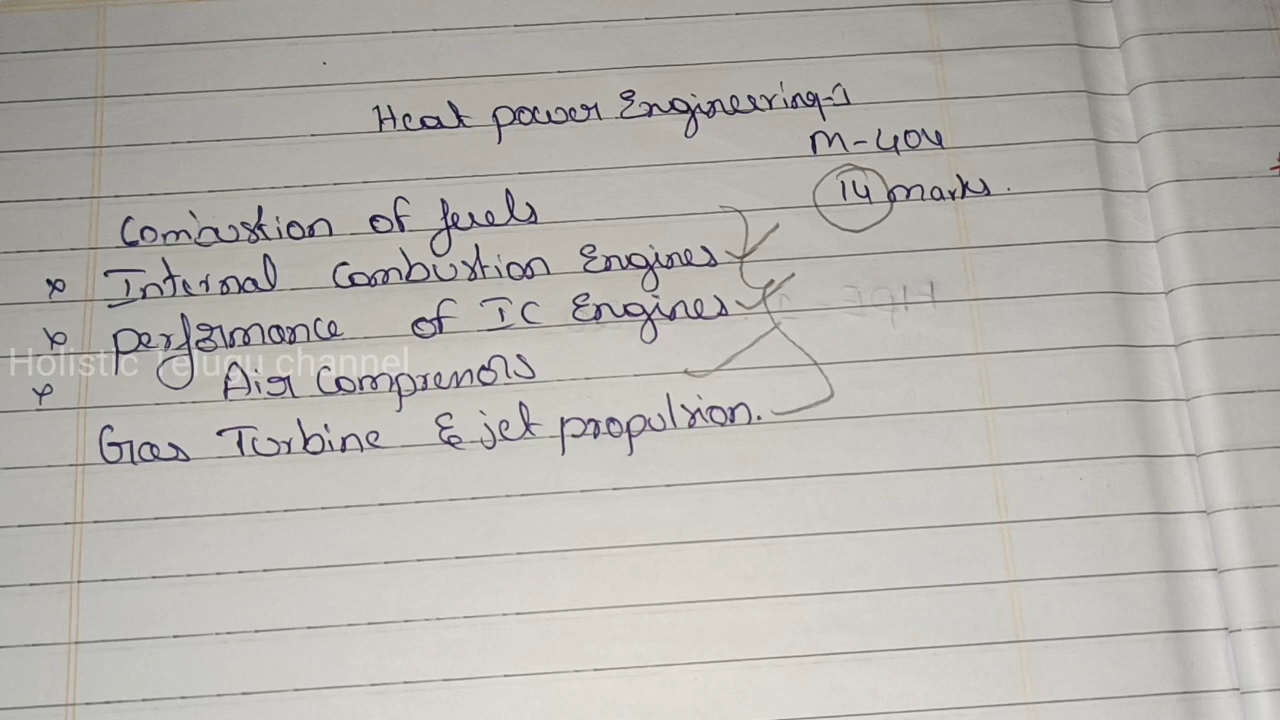 Heat power Engineering-1
M-404
14 marks.
Combustion of fuels
* Internal Combustion Engines
* performance of IC Engines
Holistic Telugu channel
* Air Compressors
Gas Turbine & jet propulsion.